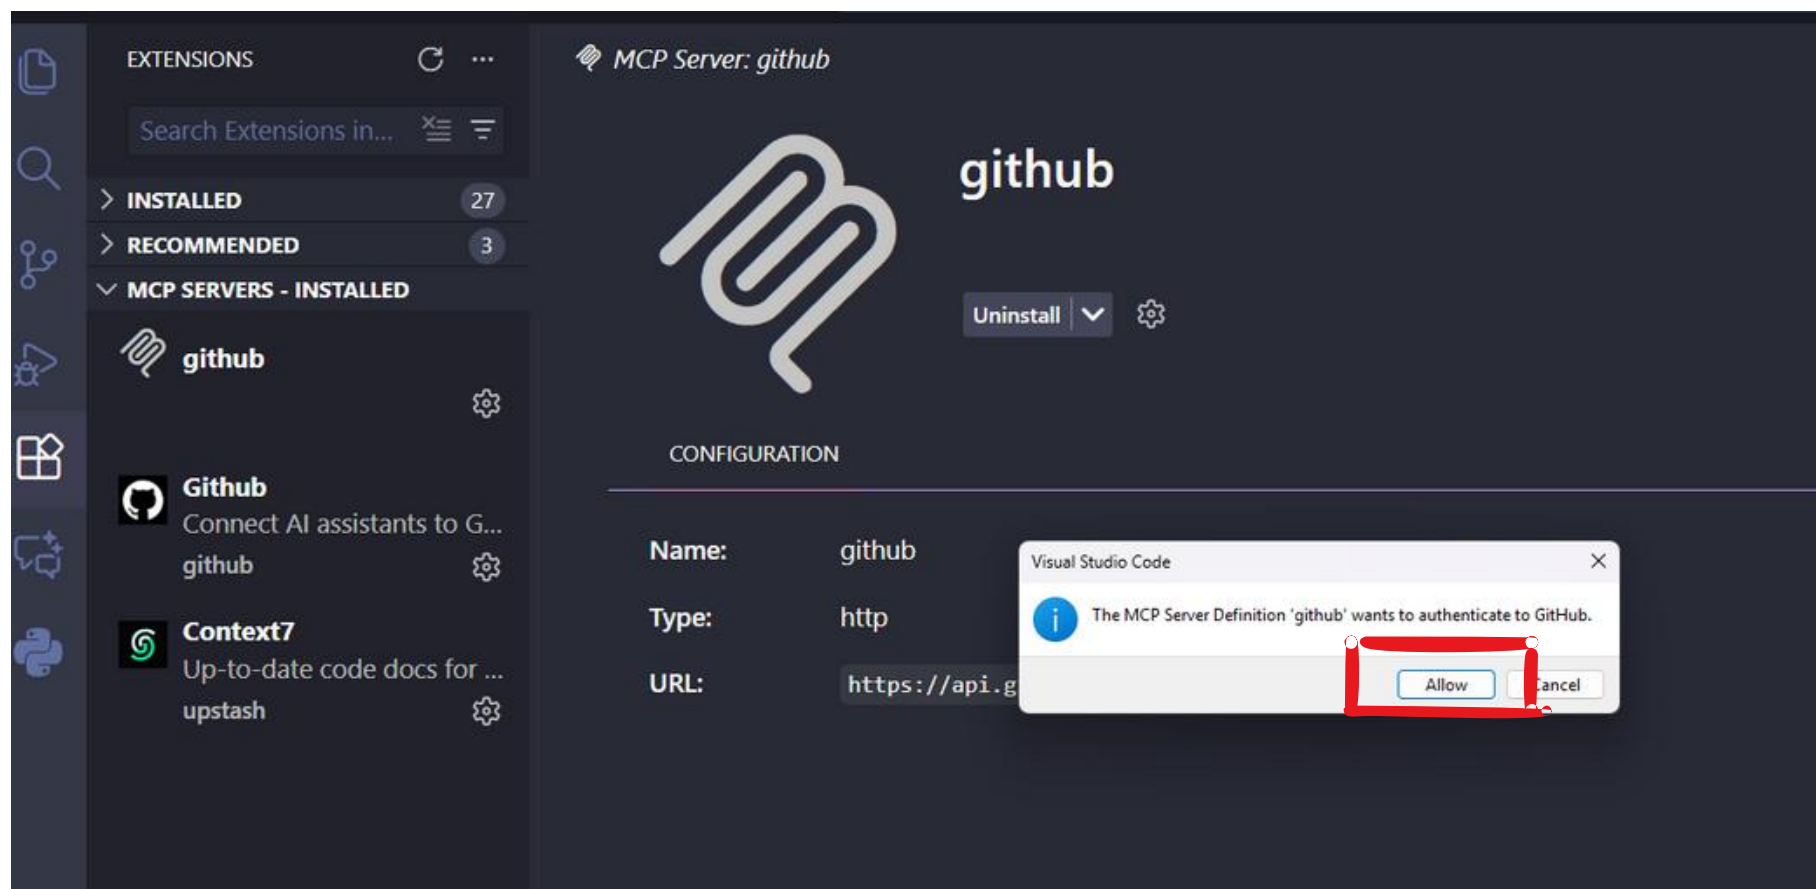 EXTENSIONS
Search Extensions in...
INSTALLED 27
RECOMMENDED 3
MCP SERVERS - INSTALLED
github
Github
Connect AI assistants to G...
github
Context7
Up-to-date code docs for ...
upstash
MCP Server: github
github
Uninstall
CONFIGURATION
Name: github
Type: http
URL: https://api.g
Visual Studio Code
The MCP Server Definition 'github' wants to authenticate to GitHub.
Allow Cancel